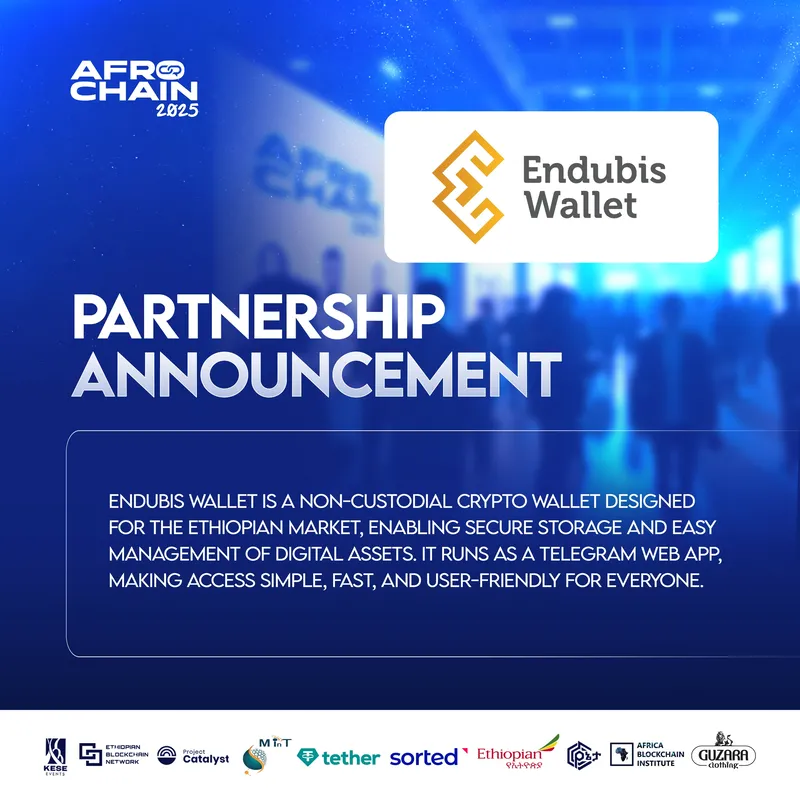 AFRO
CHAIN
2025
AFRO
CHAIN
Endubis
Wallet
PARTNERSHIP
ANNOUNCEMENT
ENDUBIS WALLET IS A NON-CUSTODIAL CRYPTO WALLET DESIGNED
FOR THE ETHIOPIAN MARKET, ENABLING SECURE STORAGE AND EASY
MANAGEMENT OF DIGITAL ASSETS. IT RUNS AS A TELEGRAM WEB APP,
MAKING ACCESS SIMPLE, FAST, AND USER-FRIENDLY FOR EVERYONE.
KESE
EVENTS
ETHIOPIAN
BLOCKCHAIN
NETWORK
Project
Catalyst
MInT
tether
sorted
Ethiopian
የኢትዮጵያ
AFRICA
BLOCKCHAIN
INSTITUTE
GUZARA
clothing